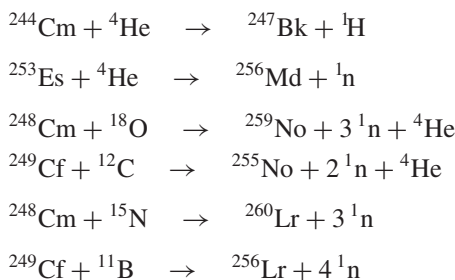 ²⁴⁴Cm + ⁴He → ²⁴⁷Bk + ¹H
²⁵³Es + ⁴He → ²⁵⁶Md + ¹n
²⁴⁸Cm + ¹⁸O → ²⁵⁹No + 3 ¹n + ⁴He
²⁴⁹Cf + ¹²C → ²⁵⁵No + 2 ¹n + ⁴He
²⁴⁸Cm + ¹⁵N → ²⁶⁰Lr + 3 ¹n
²⁴⁹Cf + ¹¹B → ²⁵⁶Lr + 4 ¹n